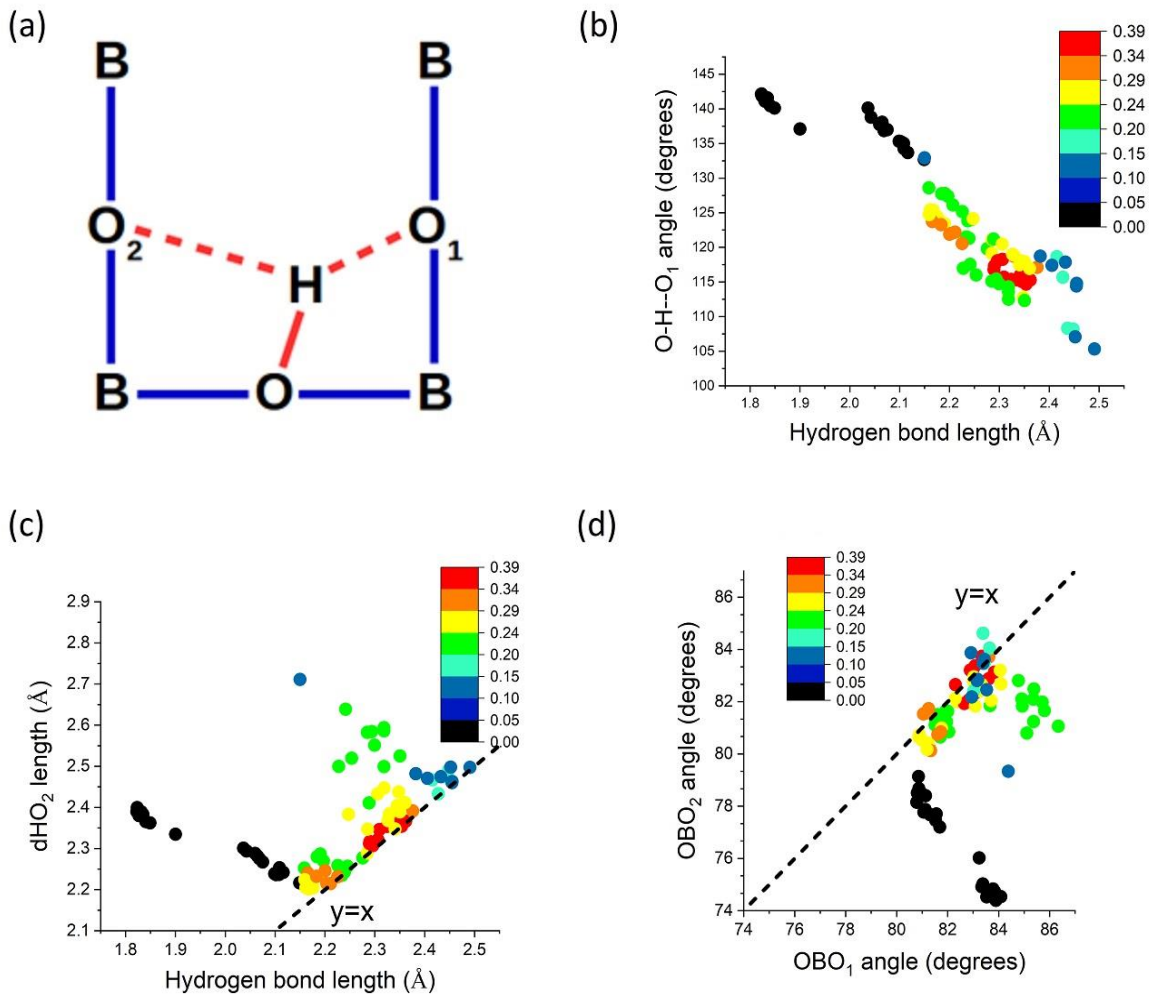 (a)
B B
O2 O1
H
B O B
(b)
O-H--O1 angle (degrees)
145
140
135
130
125
120
115
110
105
100
1.8 1.9 2.0 2.1 2.2 2.3 2.4 2.5
Hydrogen bond length (Å)
0.39
0.34
0.29
0.24
0.20
0.15
0.10
0.05
0.00
(c)
dHO2 length (Å)
2.9
2.8
2.7
2.6
2.5
2.4
2.3
2.2
2.1
1.8 1.9 2.0 2.1 2.2 2.3 2.4 2.5
Hydrogen bond length (Å)
y=x
0.39
0.34
0.29
0.24
0.20
0.15
0.10
0.05
0.00
(d)
OBO2 angle (degrees)
86
84
82
80
78
76
74
74 76 78 80 82 84 86
OBO1 angle (degrees)
y=x
0.39
0.34
0.29
0.24
0.20
0.15
0.10
0.05
0.00